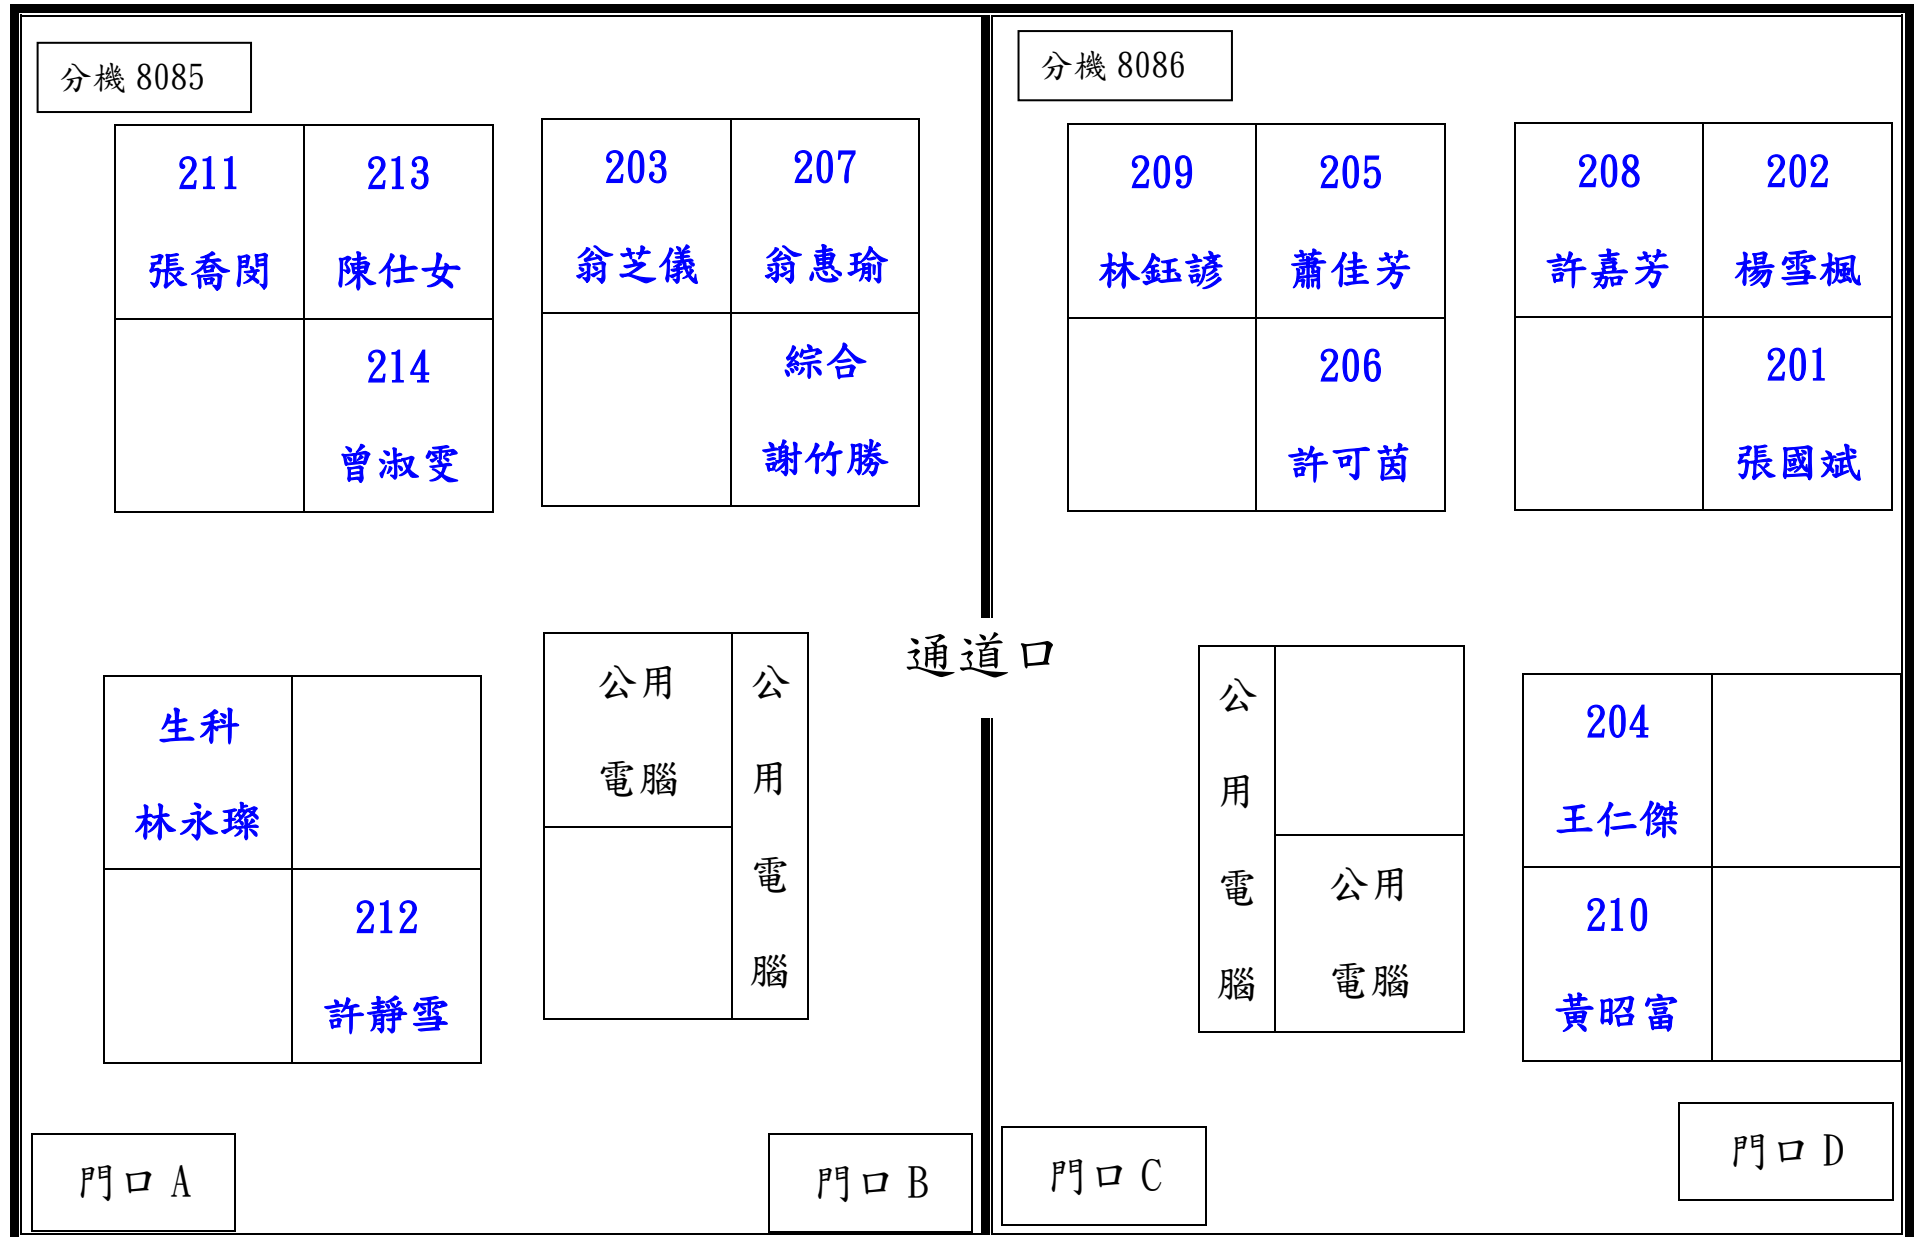 分機 8085
211
張喬閔
213
陳仕女
214
曾淑雯
203
翁芝儀
207
翁惠瑜
綜合
謝竹勝
分機 8086
209
林鈺諺
205
蕭佳芳
206
許可茵
208
許嘉芳
202
楊雪楓
201
張國斌
通道口
生科
林永璨
212
許靜雪
公用
電腦
公用電腦
公用電腦
公用
電腦
204
王仁傑
210
黃昭富
門口 A
門口 B
門口 C
門口 D